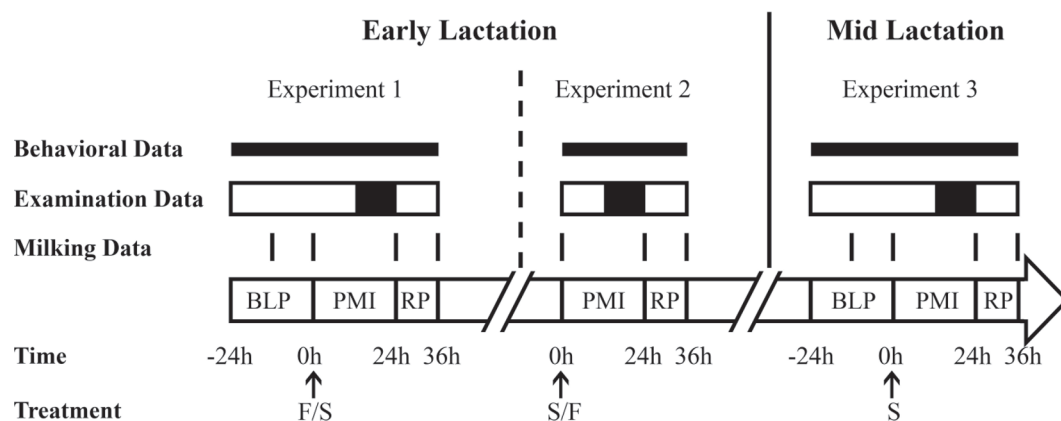 Early Lactation Mid Lactation
Experiment 1 Experiment 2 Experiment 3
Behavioral Data
Examination Data
Milking Data
BLP PMI RP PMI RP BLP PMI RP
Time -24h 0h 24h 36h 0h 24h 36h -24h 0h 24h 36h
Treatment F/S S/F S